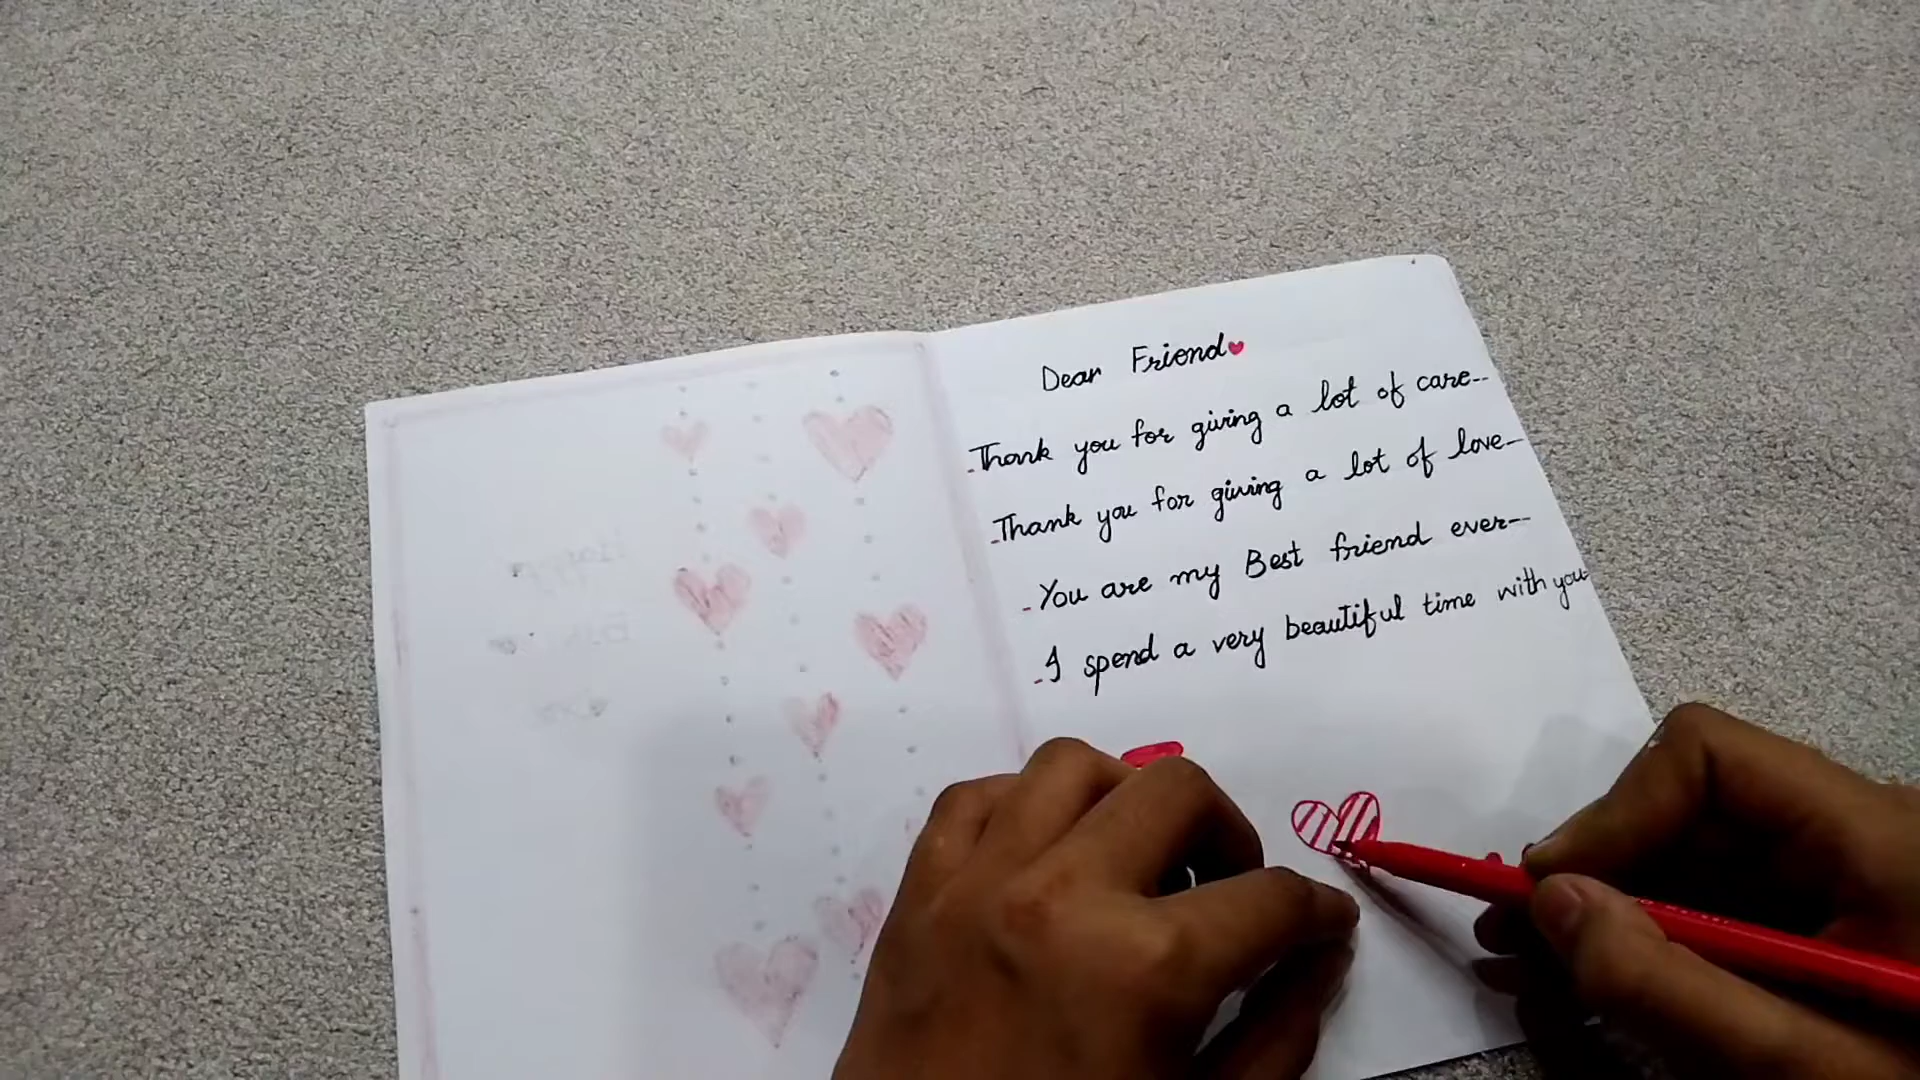 Dear Friend
Thank you for giving a lot of care--
Thank you for giving a lot of love-
You are my Best friend ever--
I spend a very beautiful time with you-